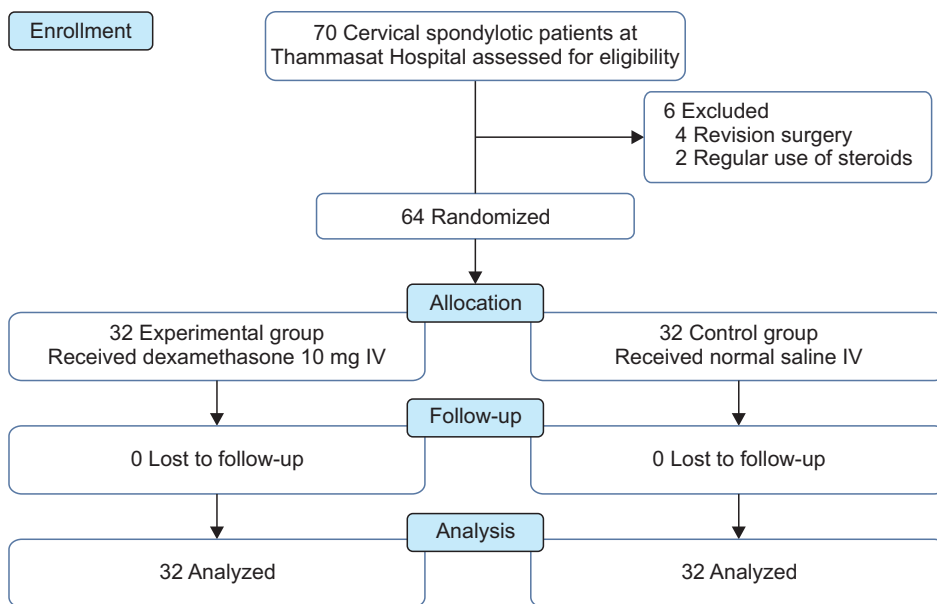 Enrollment
70 Cervical spondylotic patients at
Thammasat Hospital assessed for eligibility
6 Excluded
4 Revision surgery
2 Regular use of steroids
64 Randomized
Allocation
32 Experimental group
Received dexamethasone 10 mg IV
32 Control group
Received normal saline IV
Follow-up
0 Lost to follow-up
0 Lost to follow-up
Analysis
32 Analyzed
32 Analyzed